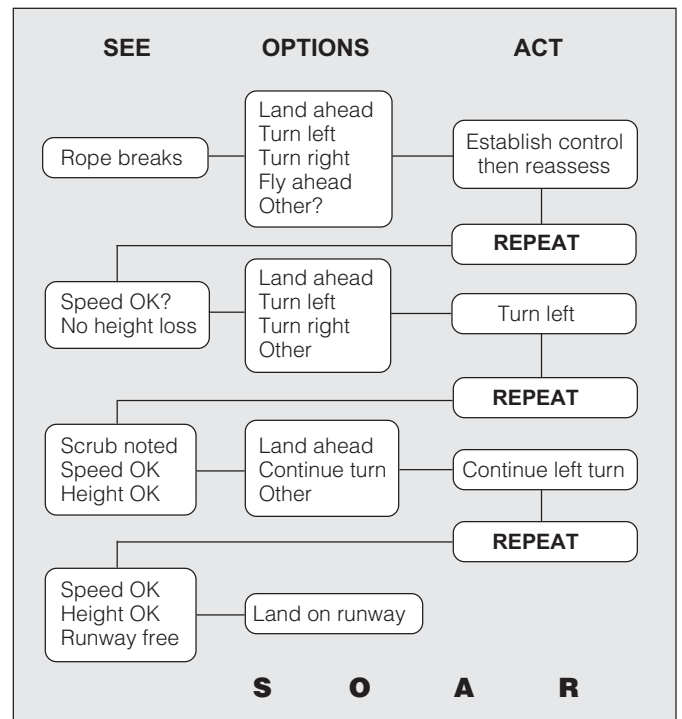 SEE OPTIONS ACT
Rope breaks
Land ahead
Turn left
Turn right
Fly ahead
Other?
Establish control
then reassess
REPEAT
Speed OK?
No height loss
Land ahead
Turn left
Turn right
Other
Turn left
REPEAT
Scrub noted
Speed OK
Height OK
Land ahead
Continue turn
Other
Continue left turn
REPEAT
Speed OK
Height OK
Runway free
Land on runway
S O A R